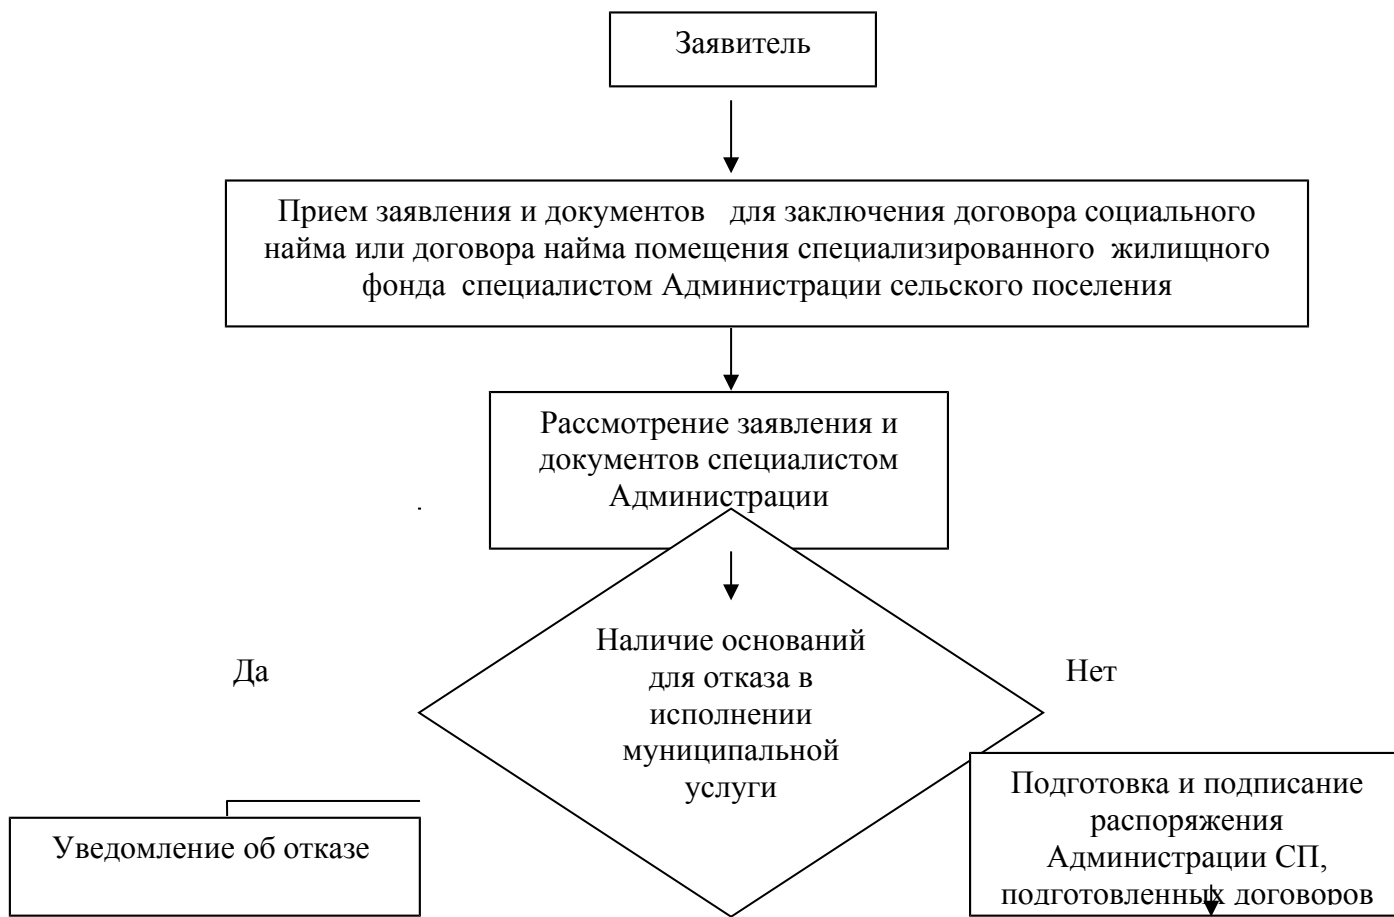 Заявитель
Прием заявления и документов для заключения договора социального
найма или договора найма помещения специализированного жилищного
фонда специалистом Администрации сельского поселения
Рассмотрение заявления и
документов специалистом
Администрации
Да
Наличие оснований
для отказа в
исполнении
муниципальной
услуги
Нет
Уведомление об отказе
Подготовка и подписание
распоряжения
Администрации СП,
подготовленных договоров